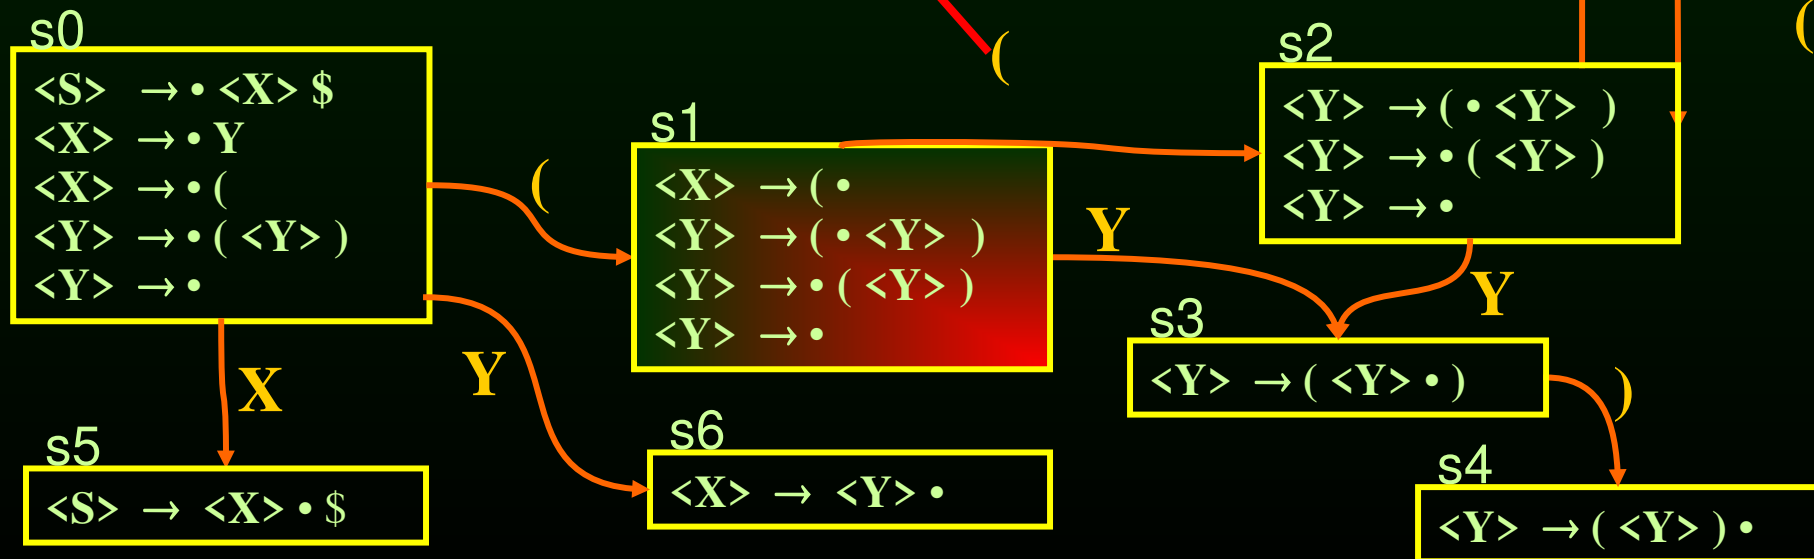 s0
<S> → • <X> $
<X> → • Y
<X> → • (
<Y> → • ( <Y> )
<Y> → •
(
(
(
s1
<X> → ( •
<Y> → ( • <Y> )
<Y> → • ( <Y> )
<Y> → •
s2
<Y> → ( • <Y> )
<Y> → • ( <Y> )
<Y> → •
X
Y
Y
Y
s3
<Y> → ( <Y> • )
)
s5
<S> → <X> • $
s6
<X> → <Y> •
s4
<Y> → ( <Y> ) •